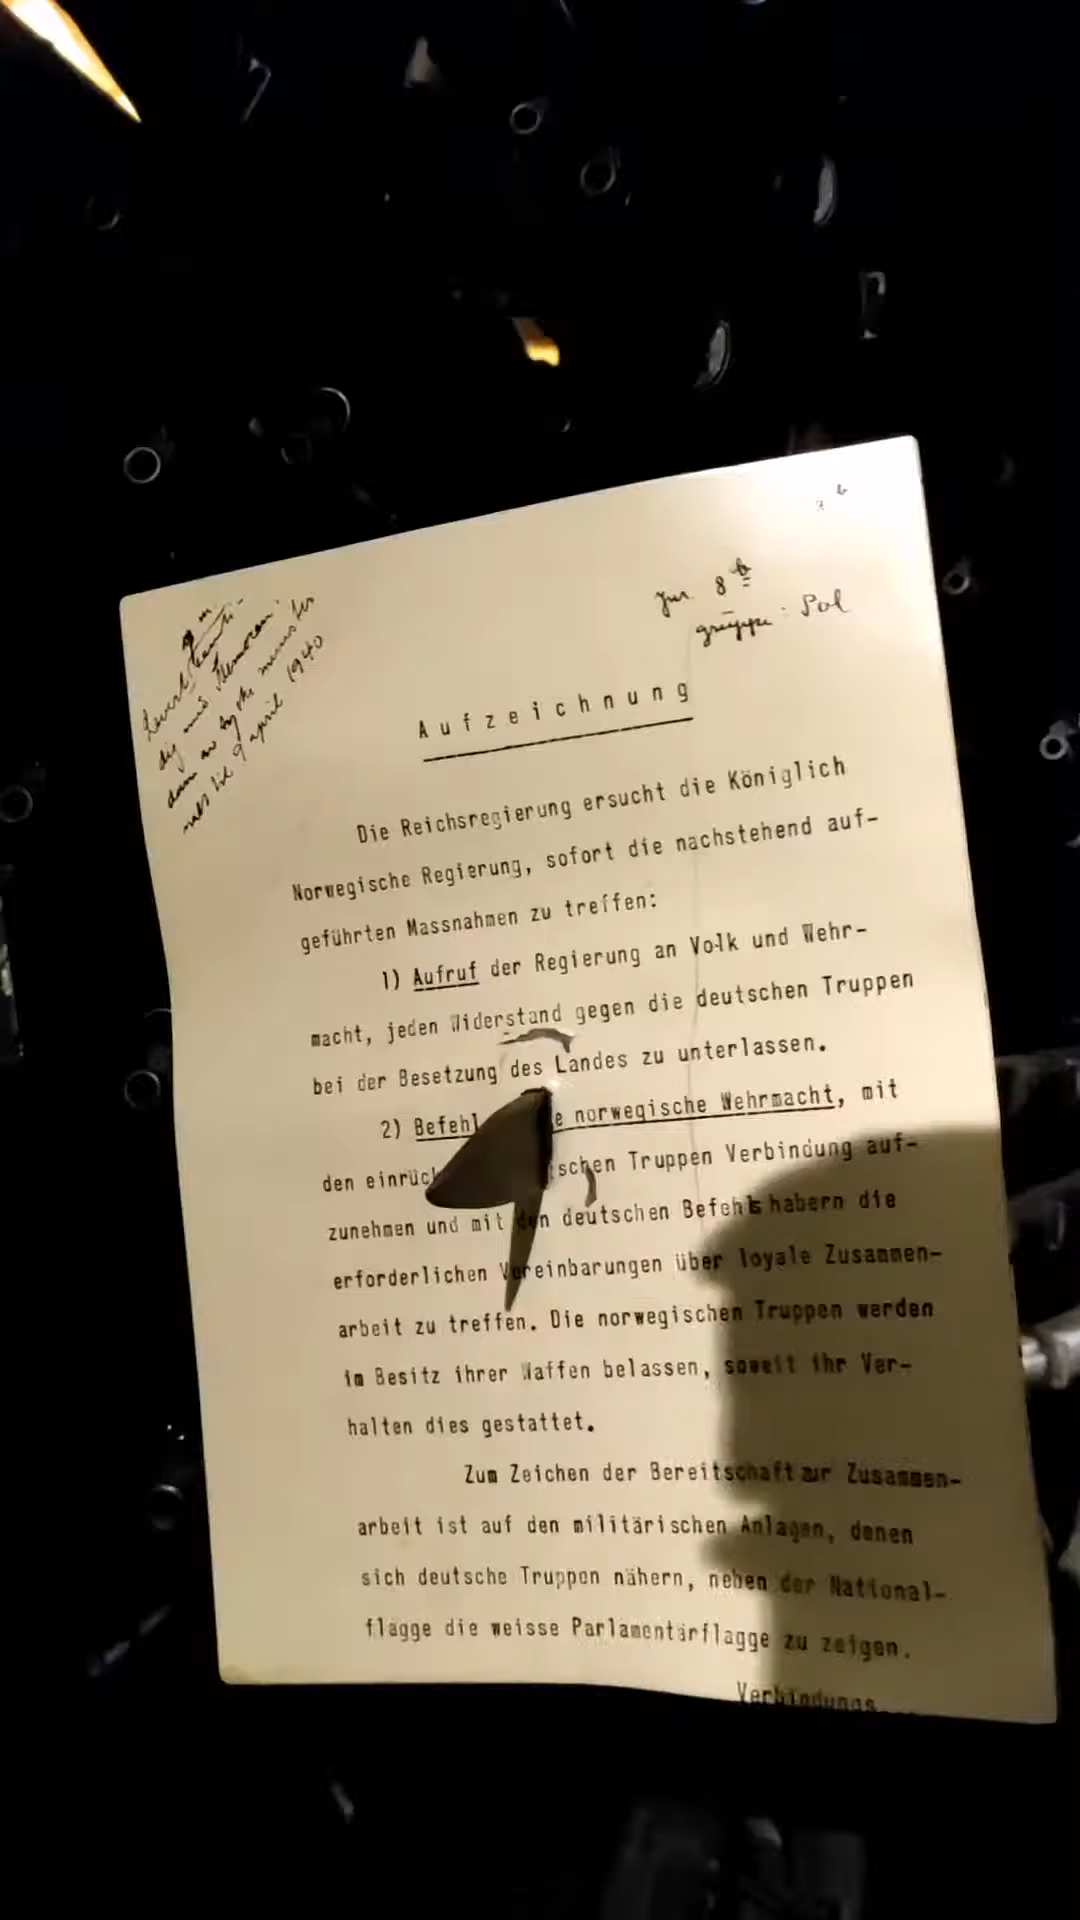 gruppe: Pol
9 april 1940
Aufzeichnung
Die Reichsregierung ersucht die Königlich
Norwegische Regierung, sofort die nachstehend auf-
geführten Massnahmen zu treffen:
1) Aufruf der Regierung an Volk und Wehr-
macht, jeden Widerstand gegen die deutschen Truppen
bei der Besetzung des Landes zu unterlassen.
2) Befehl norwegische Wehrmacht, mit
den Truppen Verbindung auf-
zunehmen und mit den deutschen Befehlshabern die
erforderlichen Vereinbarungen über loyale Zusammen-
arbeit zu treffen. Die norwegischen Truppen werden
im Besitz ihrer Waffen belassen, soweit ihr Ver-
halten dies gestattet.
Zum Zeichen der Bereitschaft zur Zusammen-
arbeit ist auf den militärischen Anlagen, denen
sich deutsche Truppen nähern, neben der National-
flagge die weisse Parlamentärflagge zu zeigen.
Verbindungs...